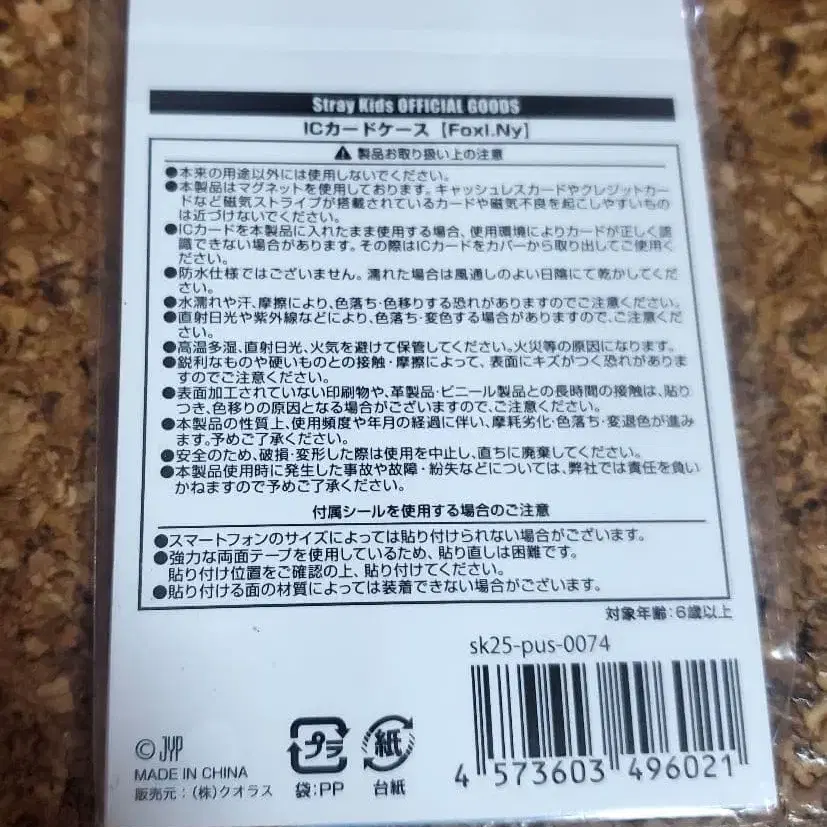 Stray Kids OFFICIAL GOODS
ICカードケース [FoxI.Ny]
⚠ 製品お取り扱い上の注意
●本来の用途以外には使用しないでください。
●本製品はマグネットを使用しております。キャッシュレスカードやクレジットカー
ドなど磁気ストライプが搭載されているカードや磁気不良を起こしやすいもの
は近づけないでください。
●ICカードを本製品に入れたまま使用する場合、使用環境によりカードが正しく認
識できない場合があります。その際はICカードをカバーから取り出してご使用く
ださい。
●防水仕様ではございません。濡れた場合は風通しのよい日陰にて乾かしてくだ
さい。
●水濡れや汗、摩擦により、色落ち・色移りする恐れがありますのでご注意ください。
●直射日光や紫外線などにより、色落ち・変色する場合がありますので、ご注意くだ
さい。
●高温多湿、直射日光、火気を避けて保管してください。火災等の原因になります。
●鋭利なものや硬いものとの接触・摩擦によって、表面にキズがつく恐れがありま
すのでご注意ください。
●表面加工されていない印刷物や、革製品・ビニール製品との長時間の接触は、貼り
つき、色移りの原因となる場合がございますので、ご注意ください。
●本製品の性質上、使用頻度や年月の経過に伴い、摩耗劣化・色落ち・変退色が進み
ます。予めご了承ください。
●安全のため、破損・変形した際は使用を中止し、直ちに廃棄してください。
●本製品使用時に発生した事故や故障・紛失などについては、弊社では責任を負い
かねますので予めご了承ください。
付属シールを使用する場合のご注意
●スマートフォンのサイズによっては貼り付けられない場合がございます。
●強力な両面テープを使用しているため、貼り直しは困難です。
貼り付け位置をご確認の上、貼り付けてください。
●貼り付ける面の材質によっては装着できない場合がございます。
対象年齢:6歳以上
sk25-pus-0074
4 573603 496021
© JYP
MADE IN CHINA
販売元:(株)クオラス
プラ
袋:PP
紙
台紙